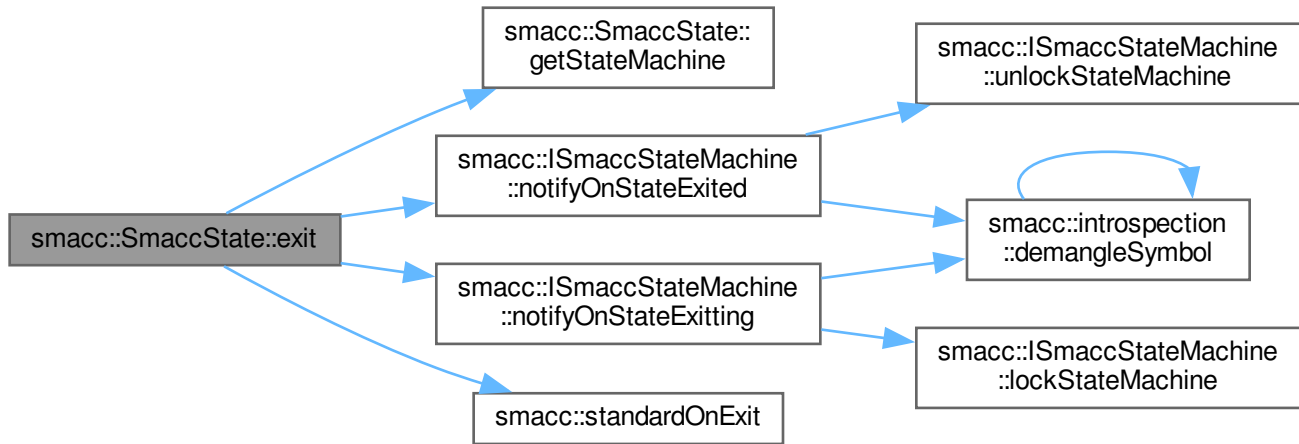 smacc::SmaccState::exit
smacc::SmaccState::
getStateMachine
smacc::ISmaccStateMachine
::notifyOnStateExited
smacc::ISmaccStateMachine
::notifyOnStateExitting
smacc::standardOnExit
smacc::ISmaccStateMachine
::unlockStateMachine
smacc::introspection
::demangleSymbol
smacc::ISmaccStateMachine
::lockStateMachine